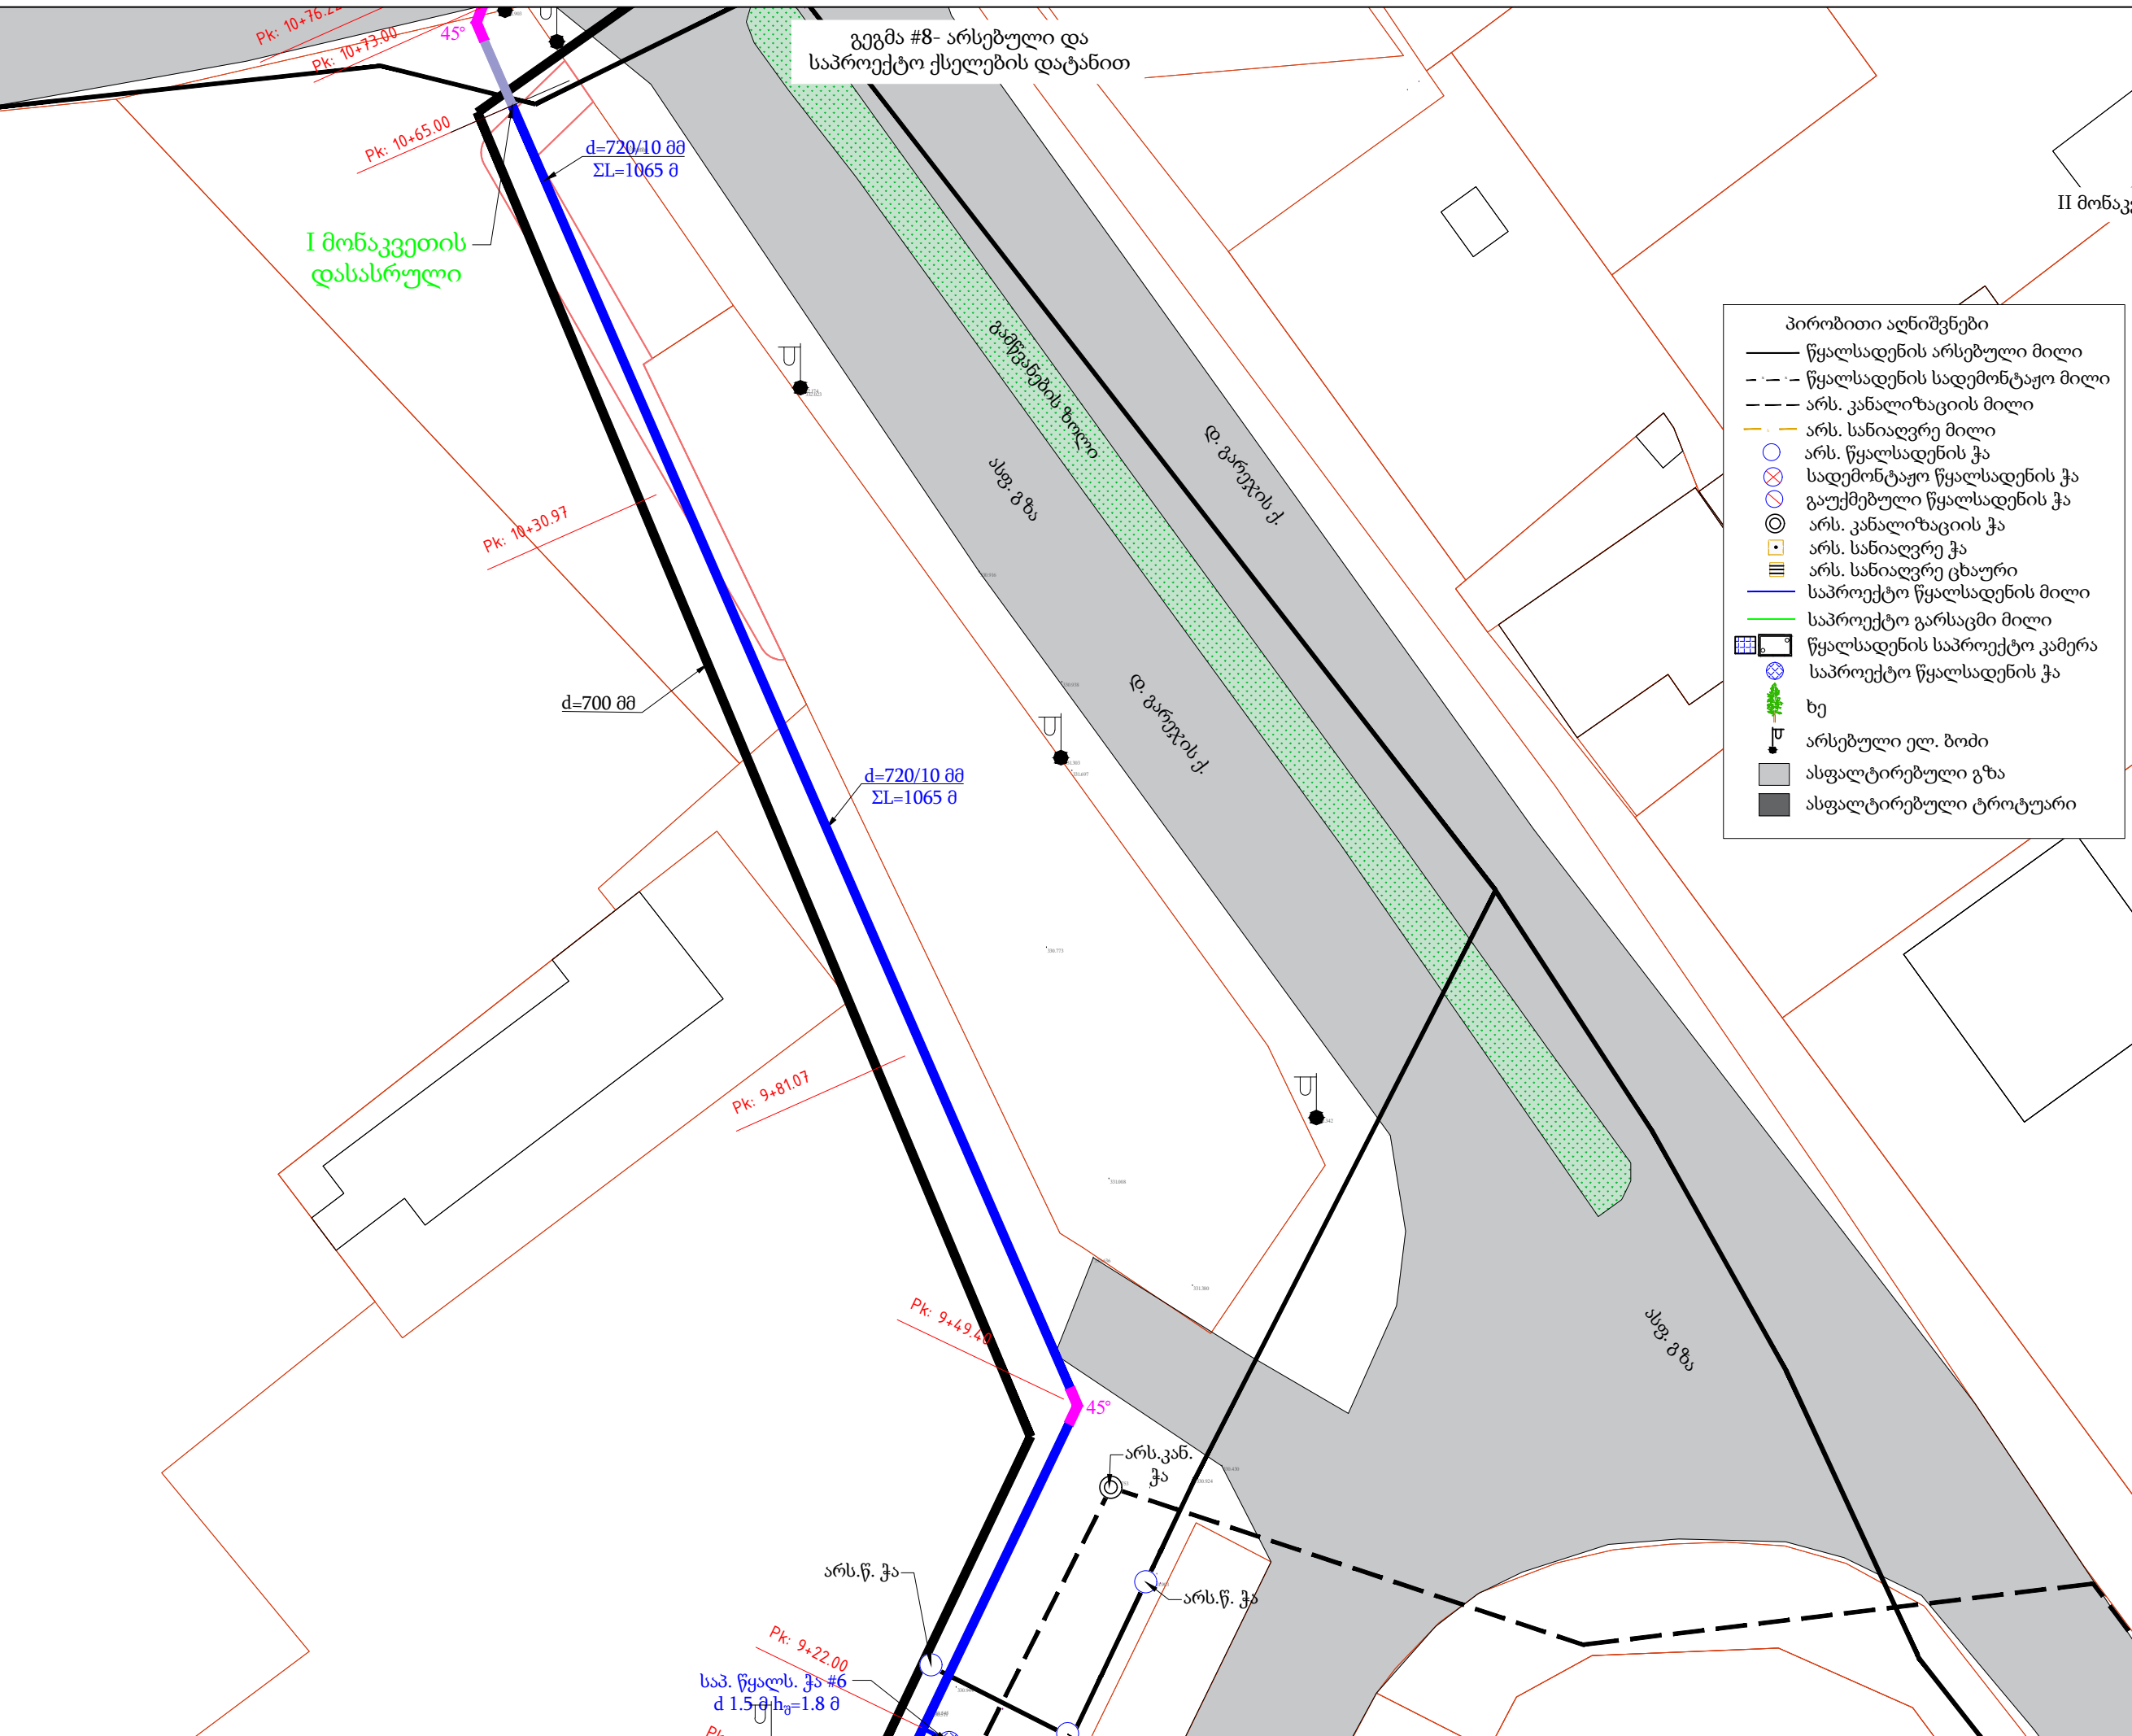 გეგმა #8- არსებული და
საპროექტო ქსელების დატანით
45°
Pk: 10+73.00
Pk: 10+65.00
d=720/10 მმ
ΣL=1065 მ
I მონაკვეთის
დასასრული
გამწვანების ზოლი
დ. გარეჯის ქ.
ასფ. გზა
Pk: 10+30.97
დ. გარეჯის ქ.
d=700 მმ
d=720/10 მმ
ΣL=1065 მ
Pk: 9+81.07
Pk: 9+49.40
45°
ასფ. გზა
არს.კან.
ჭა
არს.წ. ჭა
არს.წ. ჭა
Pk: 9+22.00
საპ. წყალს. ჭა #6
d 1.5 მ hშ=1.8 მ
პირობითი აღნიშვნები
წყალსადენის არსებული მილი
წყალსადენის სადემონტაჟო მილი
არს. კანალიზაციის მილი
არს. სანიაღვრე მილი
არს. წყალსადენის ჭა
სადემონტაჟო წყალსადენის ჭა
გაუქმებული წყალსადენის ჭა
არს. კანალიზაციის ჭა
არს. სანიაღვრე ჭა
არს. სანიაღვრე ცხაური
საპროექტო წყალსადენის მილი
საპროექტო გარსაცმი მილი
წყალსადენის საპროექტო კამერა
საპროექტო წყალსადენის ჭა
ხე
არსებული ელ. ბოძი
ასფალტირებული გზა
ასფალტირებული ტროტუარი